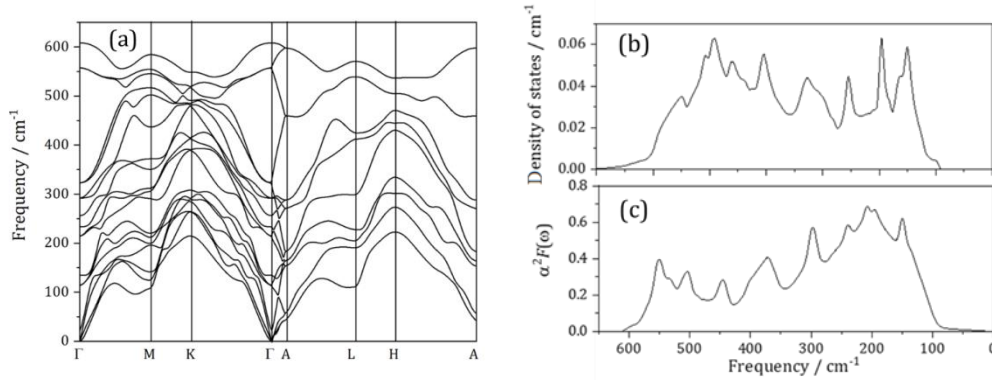 (a)
600
500
400
300
200
100
0
Frequency / cm⁻¹
Γ M K Γ A L H A
(b)
0.06
0.04
0.02
0.00
Density of states / cm⁻¹
(c)
0.8
0.6
0.4
0.2
0.0
α²F(ω)
600 500 400 300 200 100 0
Frequency / cm⁻¹